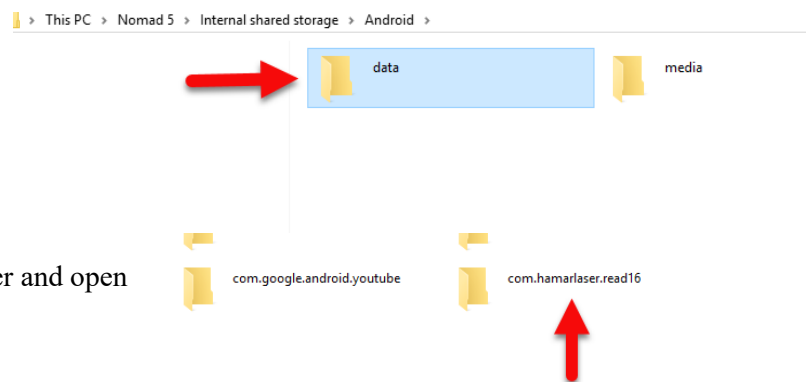 This PC > Nomad 5 > Internal shared storage > Android >
data media
er and open
com.google.android.youtube com.hamarlaser.read16